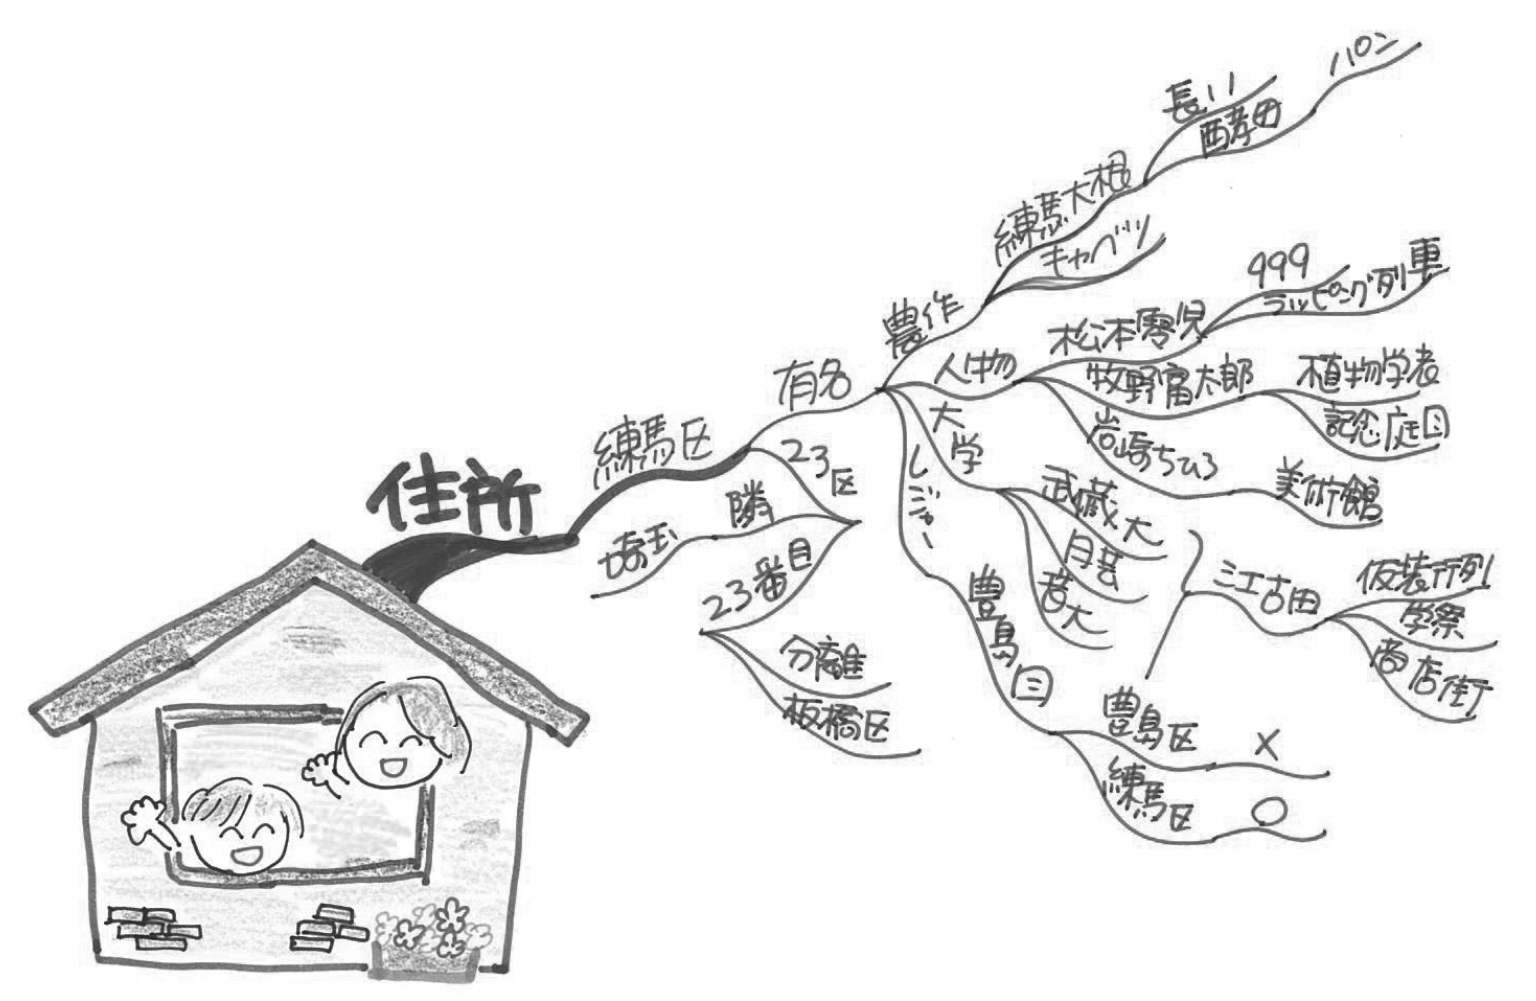 住所
練馬区
有名
農作
練馬大根
長い
酵母
パン
キャベツ
人物
松本零児
999
ラッピング列車
牧野富太郎
植物学者
記念庭園
岩崎ちひろ
美術館
大学
武蔵大
日芸
音大
江古田
仮装行列
学祭
商店街
レジャー
豊島園
豊島区
×
練馬区
○
23区
隣
埼玉
23番目
分離
板橋区